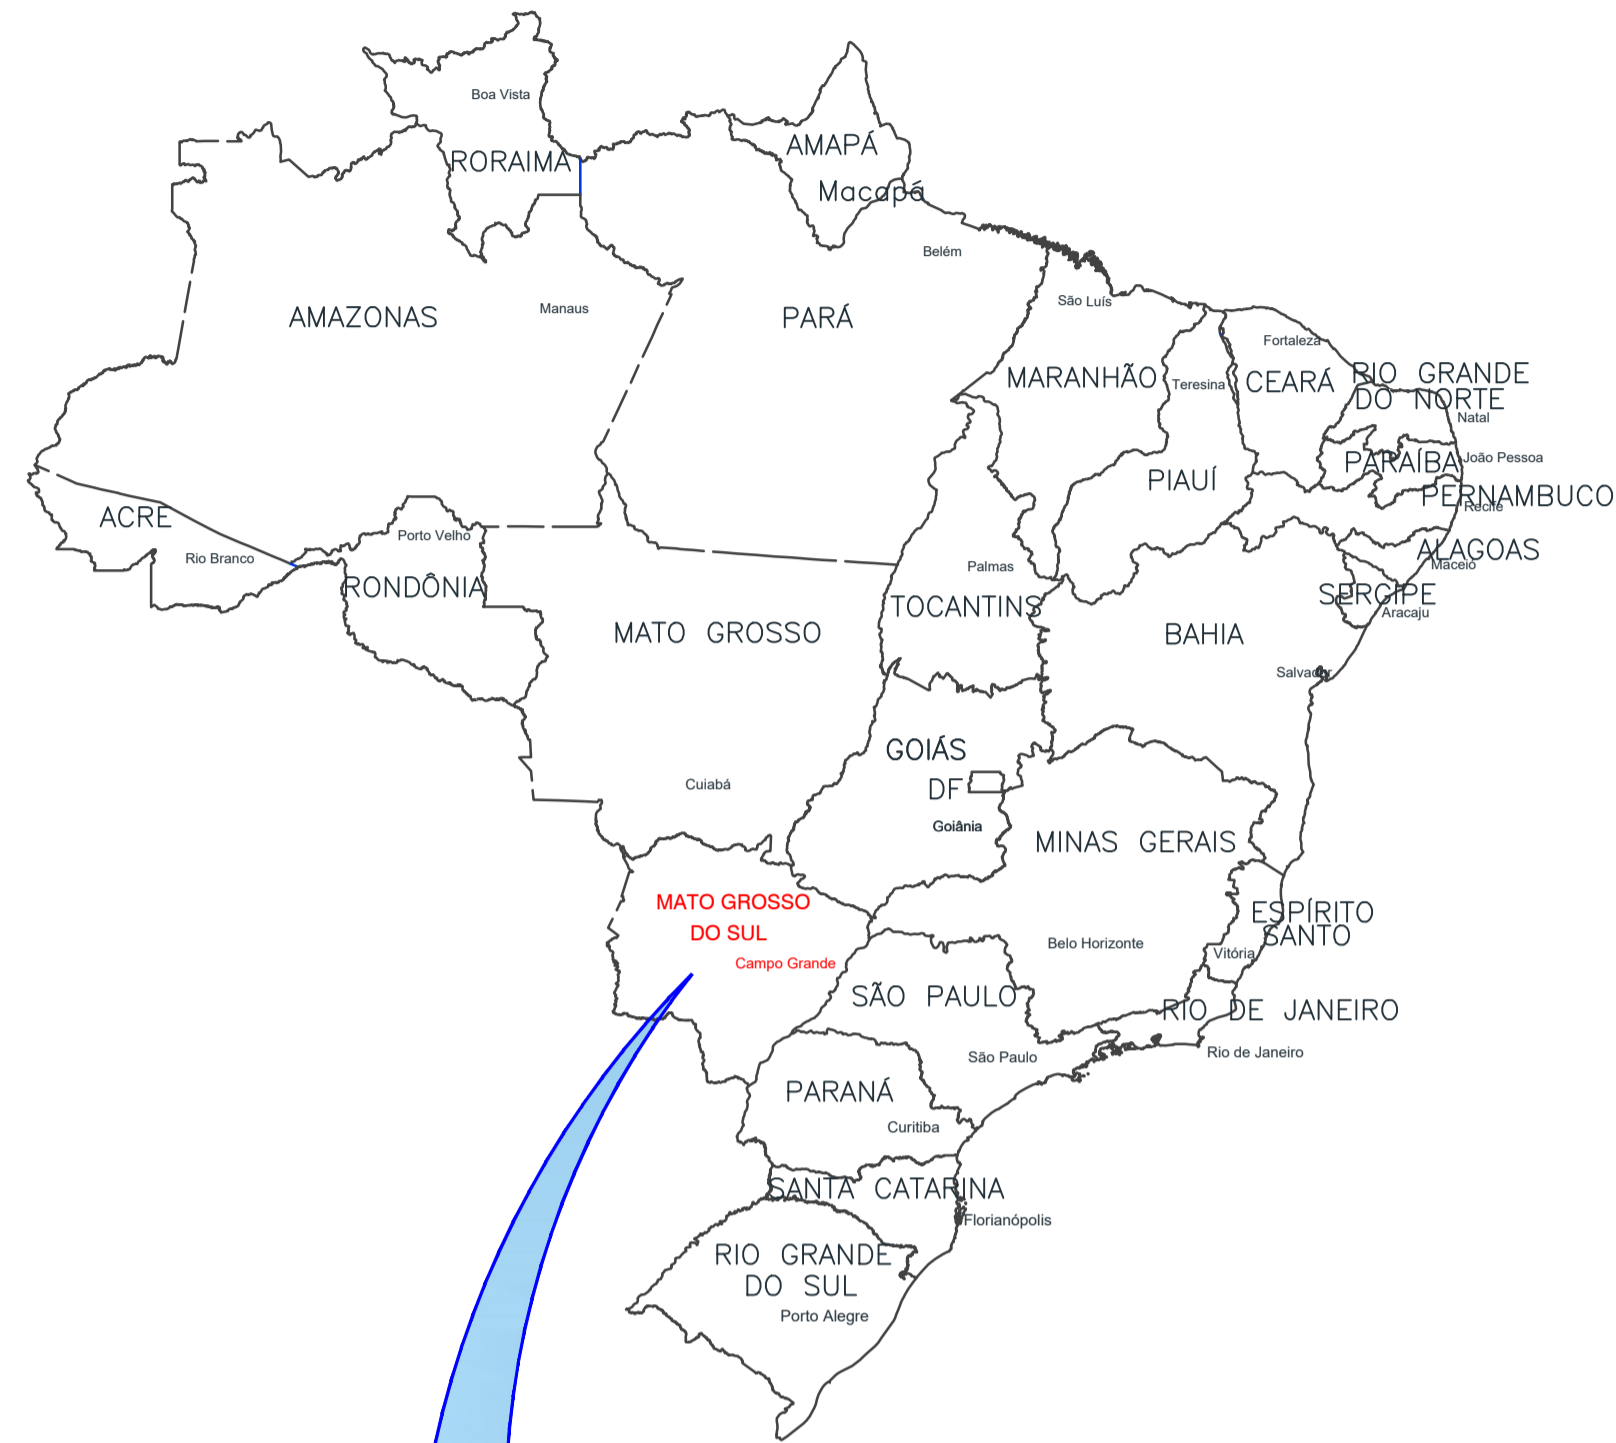 Boa Vista
AMAPÁ
RORAIMA
Macapá
Belém
São Luís
AMAZONAS
Manaus
PARÁ
Fortaleza
MARANHÃO
Teresina
CEARÁ
RIO GRANDE
DO NORTE
Natal
João Pessoa
PARAÍBA
PIAUÍ
PERNAMBUCO
Recife
ACRE
Porto Velho
Rio Branco
ALAGOAS
Maceió
Palmas
RONDÔNIA
TOCANTINS
SERGIPE
Aracaju
MATO GROSSO
BAHIA
Salvador
GOIÁS
Cuiabá
DF
Goiânia
MINAS GERAIS
MATO GROSSO
DO SUL
Campo Grande
ESPÍRITO
SANTO
Belo Horizonte
Vitória
SÃO PAULO
RIO DE JANEIRO
São Paulo
Rio de Janeiro
PARANÁ
Curitiba
SANTA CATARINA
Florianópolis
RIO GRANDE
DO SUL
Porto Alegre